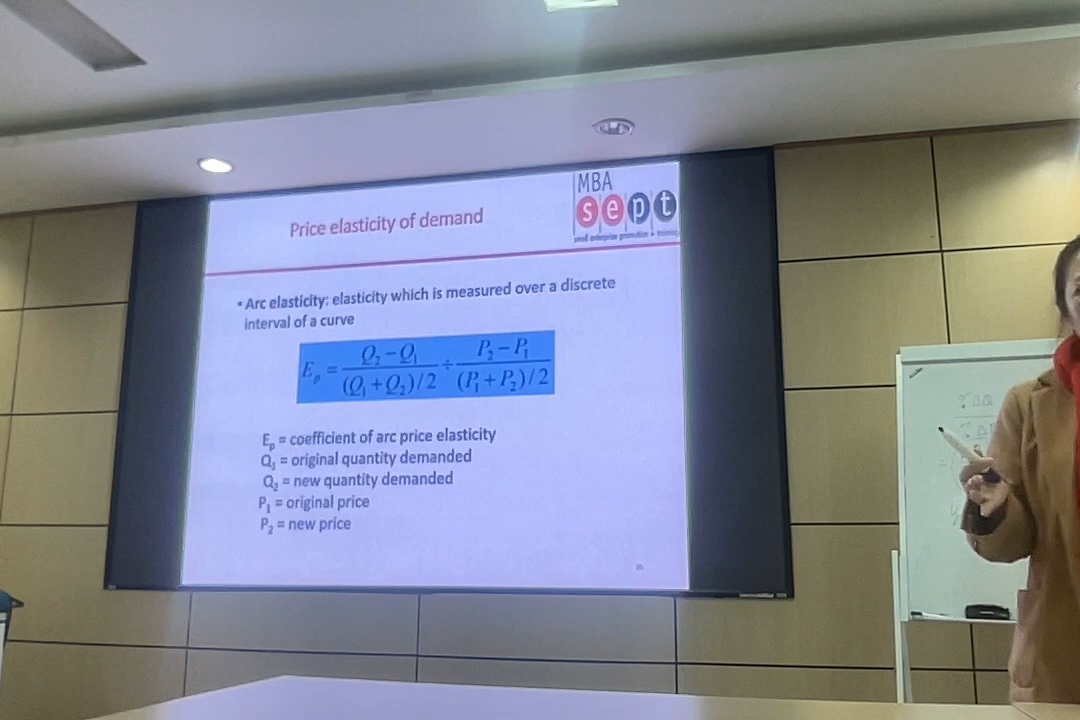 MBA
sept
small enterprise promotion + training
Price elasticity of demand
• Arc elasticity: elasticity which is measured over a discrete
interval of a curve
E_p = (Q_2 - Q_1) / ((Q_1 + Q_2)/2) ÷ (P_2 - P_1) / ((P_1 + P_2)/2)
E_p = coefficient of arc price elasticity
Q_1 = original quantity demanded
Q_2 = new quantity demanded
P_1 = original price
P_2 = new price
% ΔQ